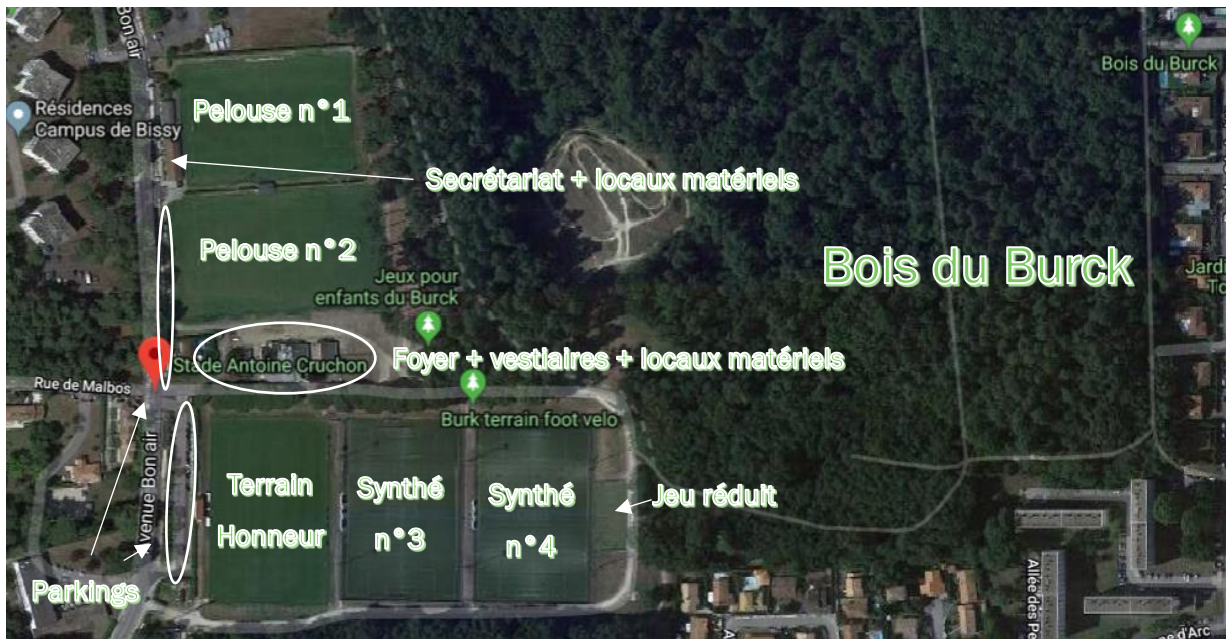 Bon air
Bois du Burck
Résidences
Campus de Bissy
Pelouse n°1
Secrétariat + locaux matériels
Pelouse n°2
Bois du Burck
Jeux pour
enfants du Burck
Stade Antoine Cruchon
Foyer + vestiaires + locaux matériels
Rue de Malbos
Burk terrain foot velo
venue Bon air
Terrain
Honneur
Synthé
n°3
Synthé
n°4
Jeu réduit
Parkings
Allée des